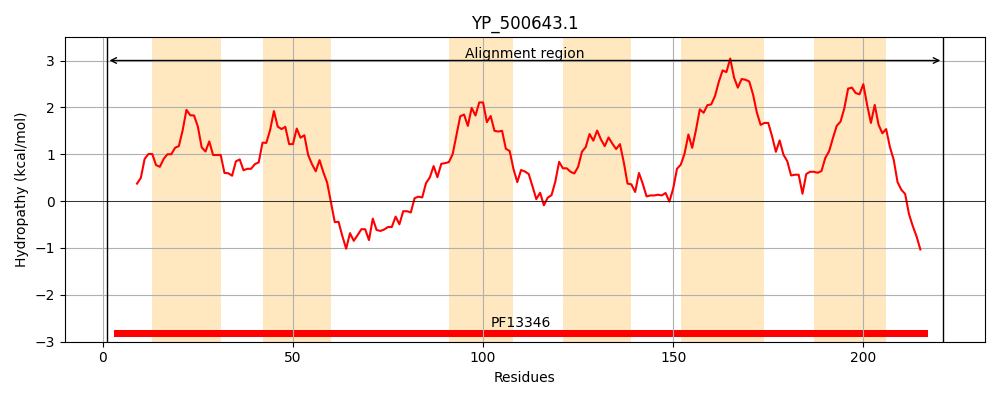 YP_500643.1
Alignment region
Hydropathy (kcal/mol)
3
2
1
0
−1
−2
−3
PF13346
0 50 100 150 200
Residues